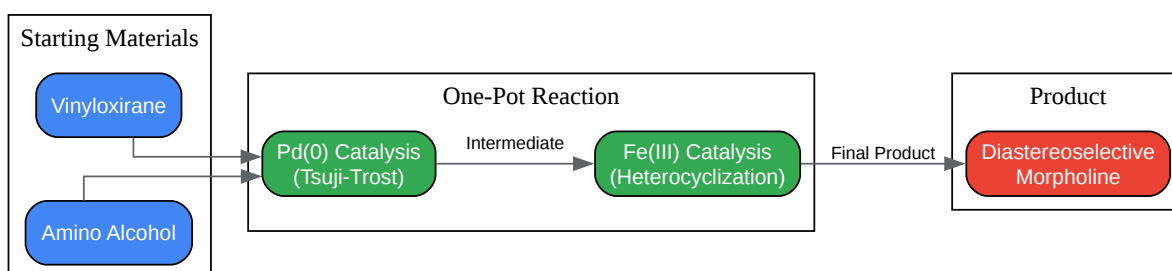 Starting Materials
Vinyloxirane
Amino Alcohol
One-Pot Reaction
Pd(0) Catalysis
(Tsuji-Trost)
Intermediate
Fe(III) Catalysis
(Heterocyclization)
Final Product
Product
Diastereoselective
Morpholine